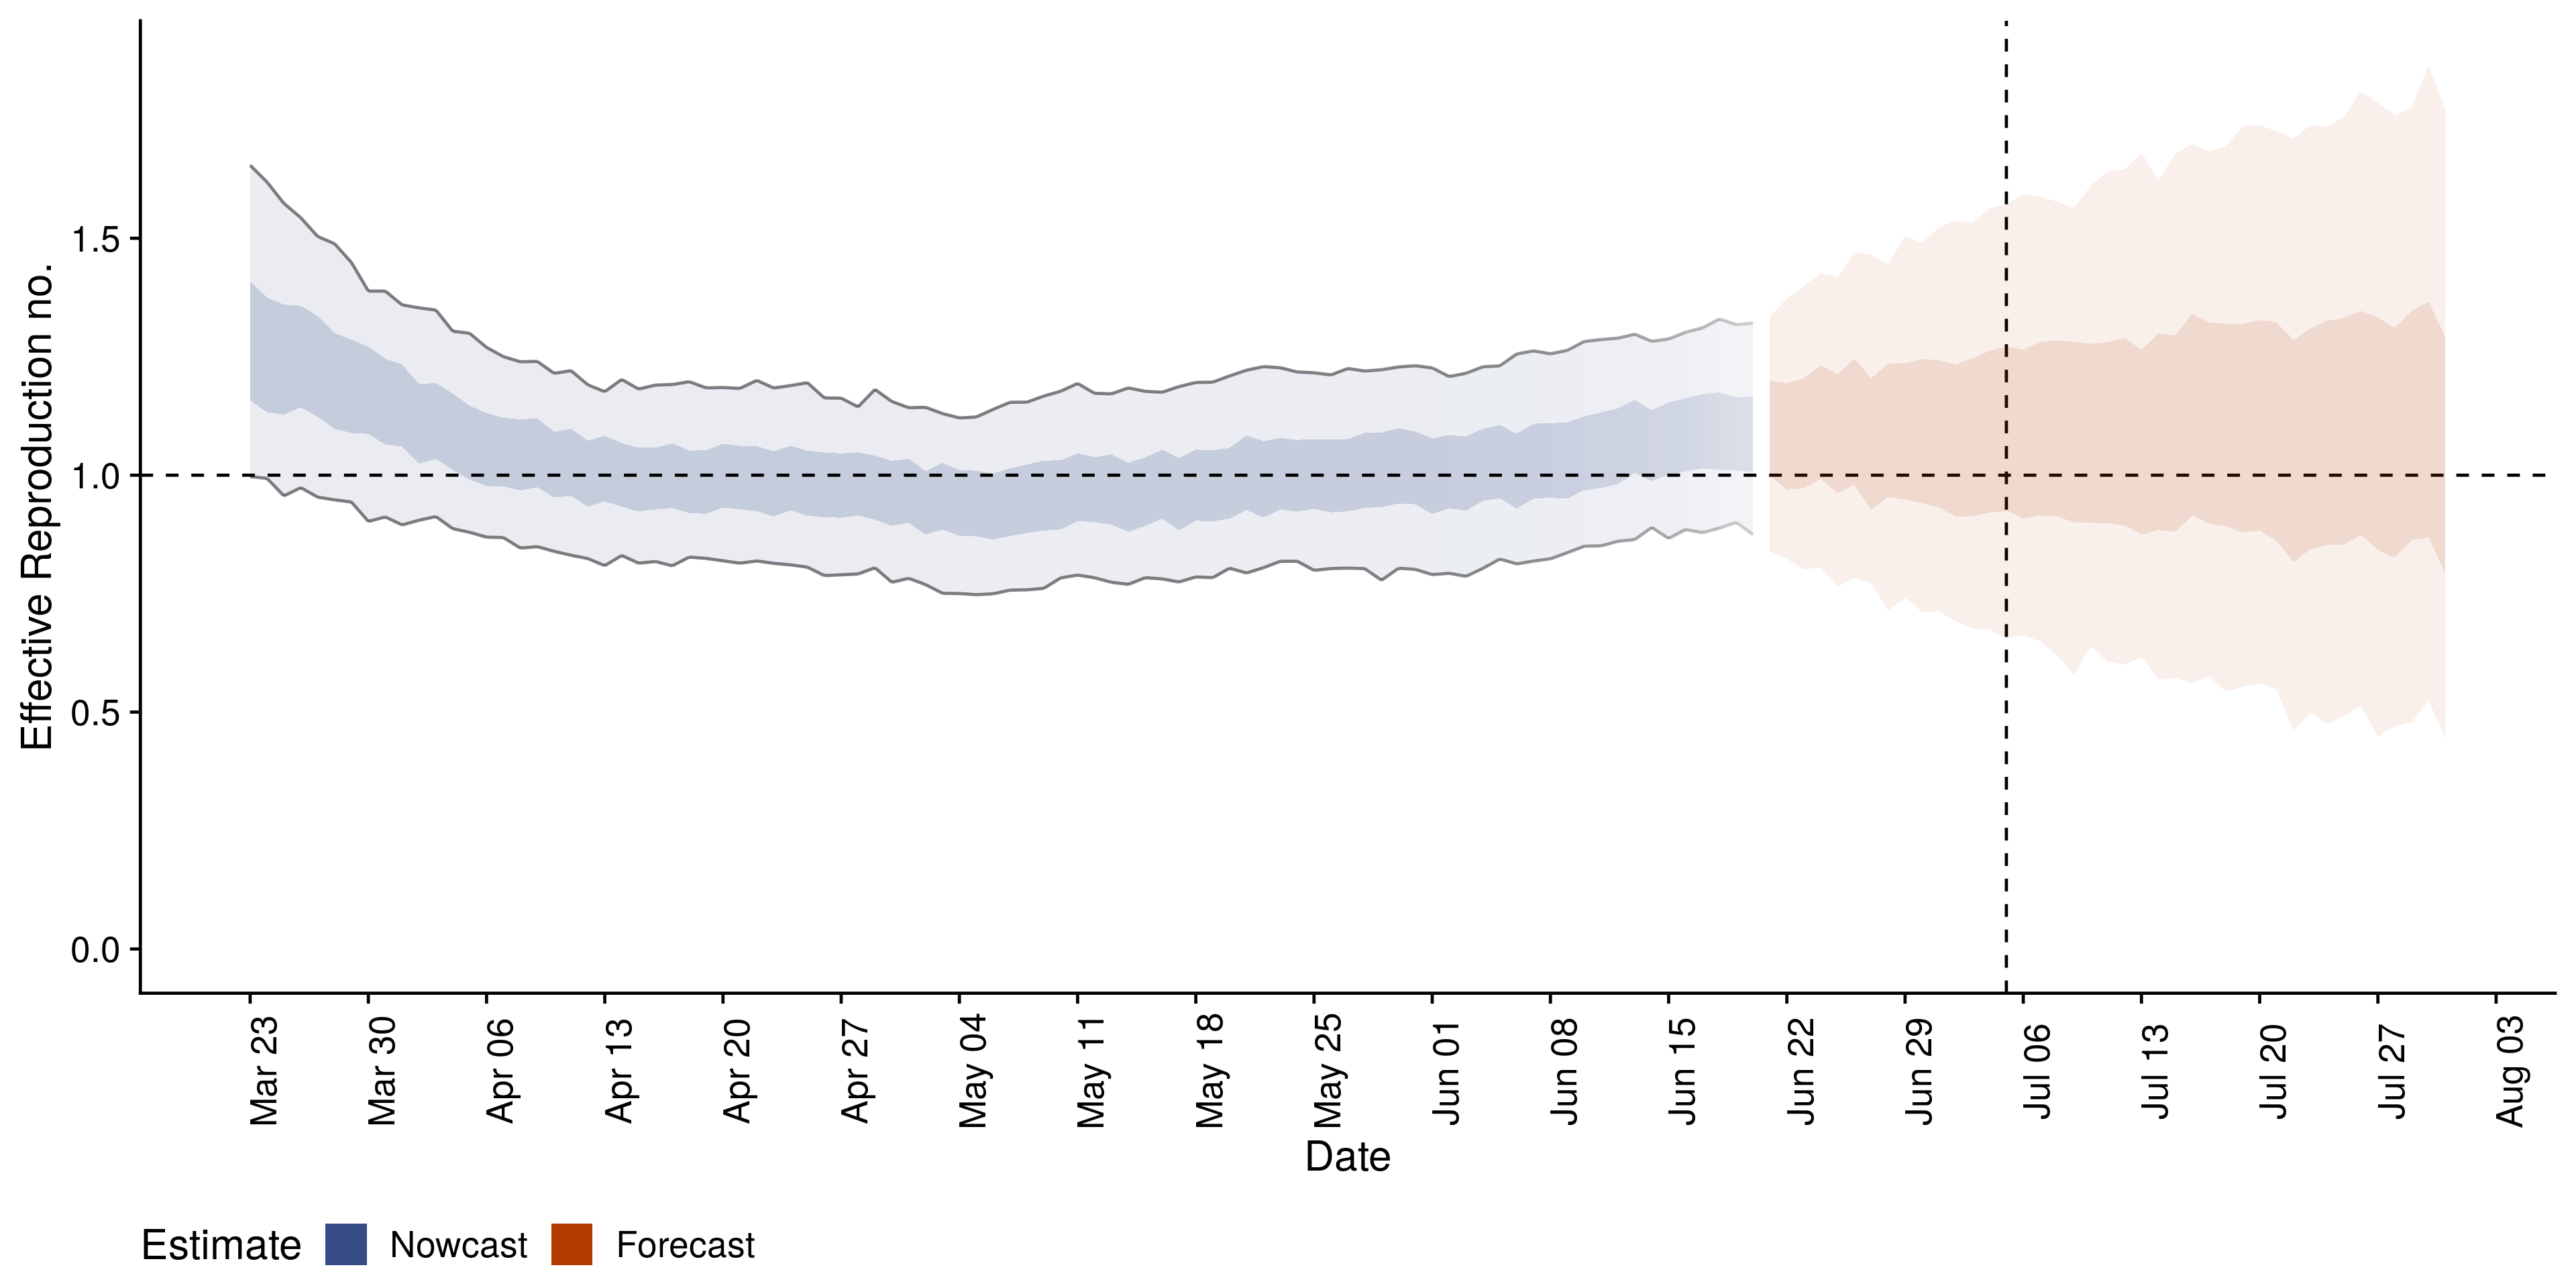 Effective Reproduction no.
1.5
1.0
0.5
0.0
Mar 23
Mar 30
Apr 06
Apr 13
Apr 20
Apr 27
May 04
May 11
May 18
May 25
Jun 01
Jun 08
Jun 15
Jun 22
Jun 29
Jul 06
Jul 13
Jul 20
Jul 27
Aug 03
Date
Estimate Nowcast Forecast